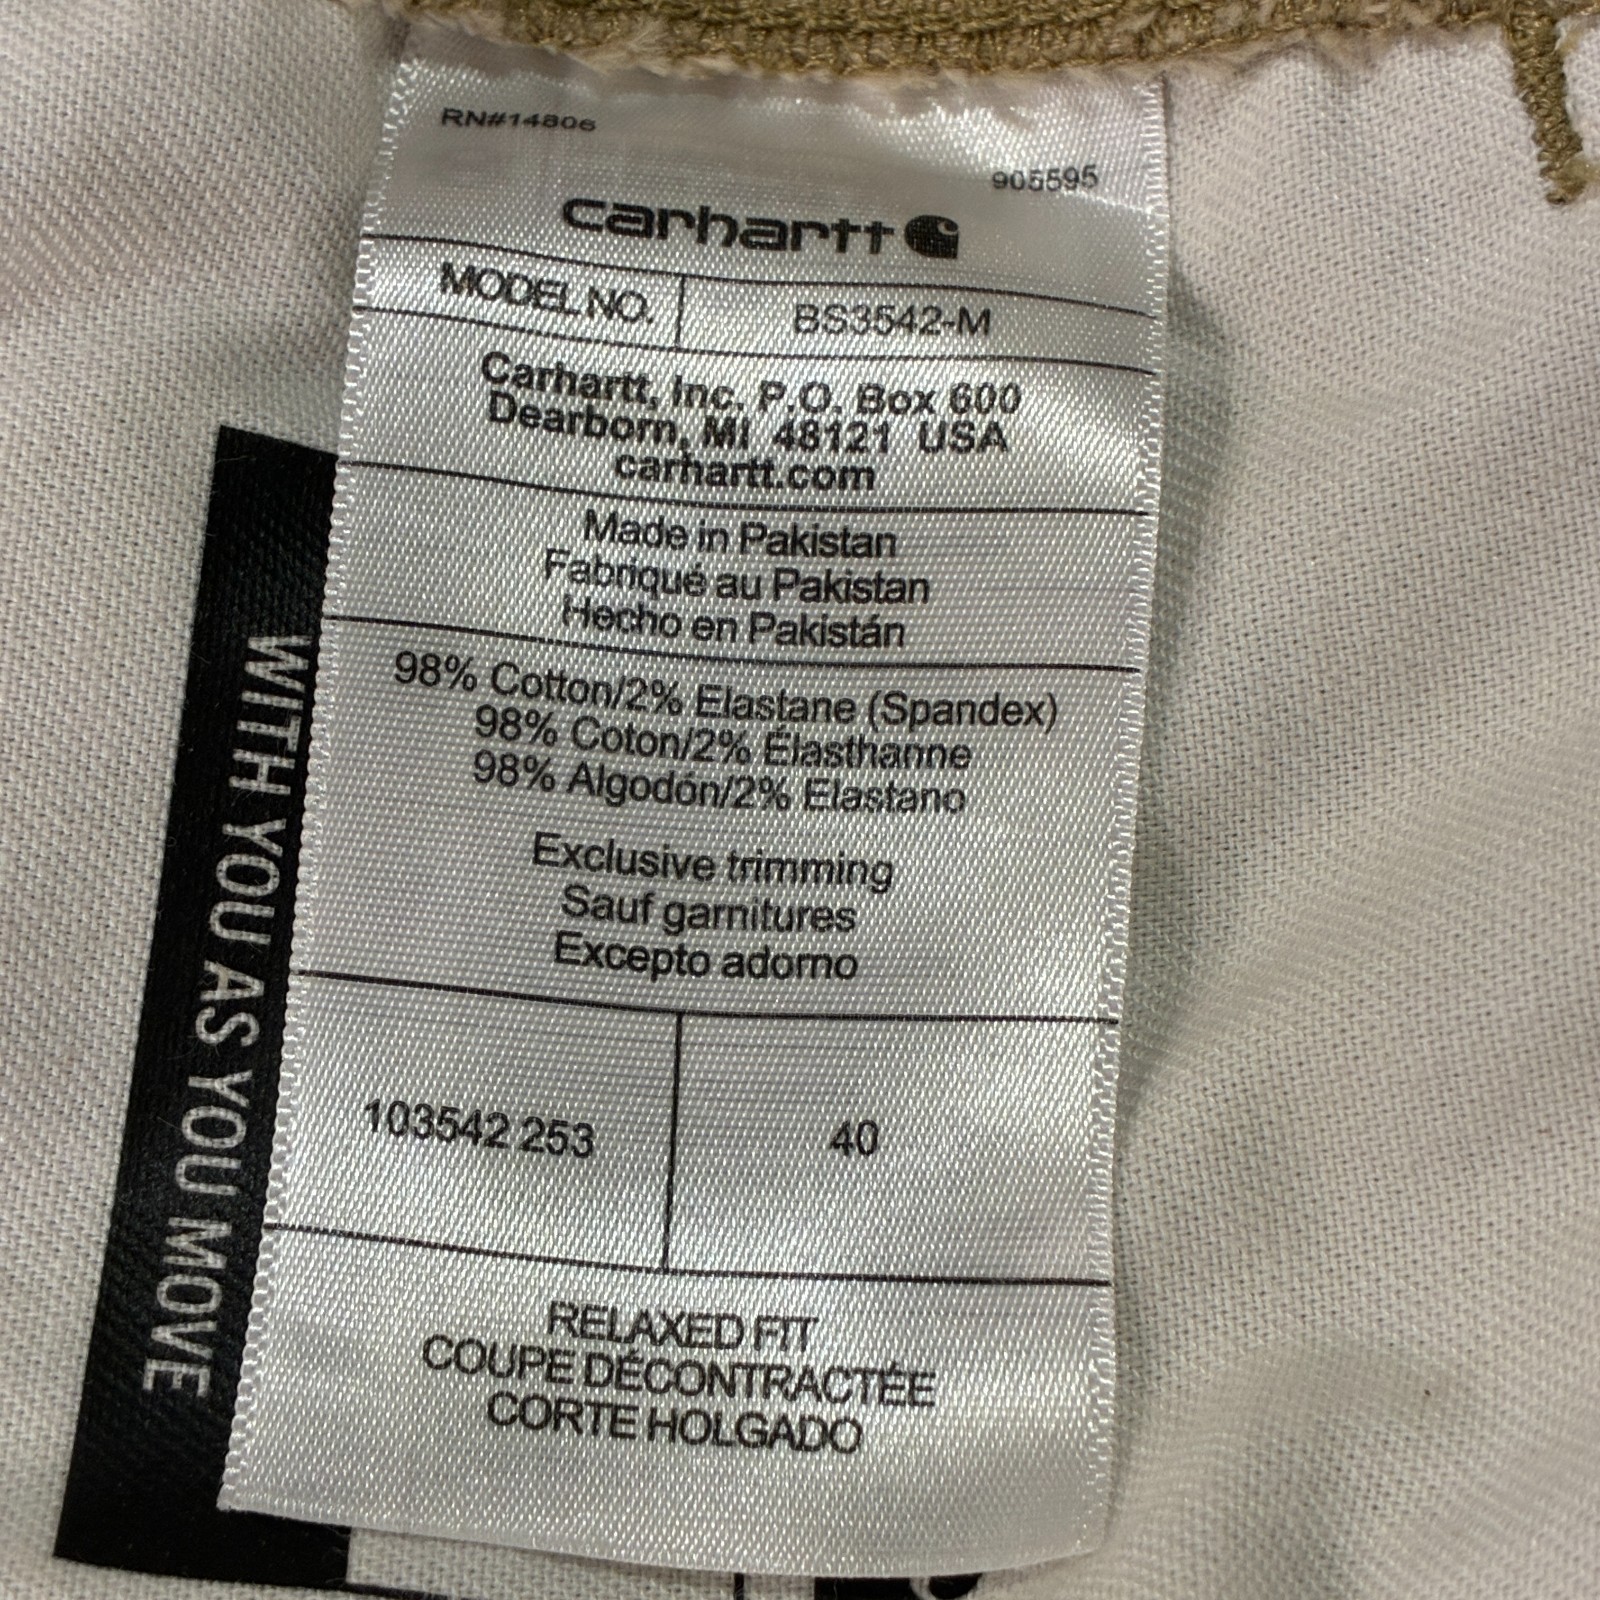 RN#14806
905595
carhartt
MODEL NO. BS3542-M
Carhartt, Inc. P.O. Box 600
Dearborn, MI 48121 USA
carhartt.com
Made in Pakistan
Fabriqué au Pakistan
Hecho en Pakistán
98% Cotton/2% Elastane (Spandex)
98% Coton/2% Élasthanne
98% Algodón/2% Elastano
Exclusive trimming
Sauf garnitures
Excepto adorno
103542 253 40
RELAXED FIT
COUPE DÉCONTRACTÉE
CORTE HOLGADO
WITH YOU AS YOU MOVE